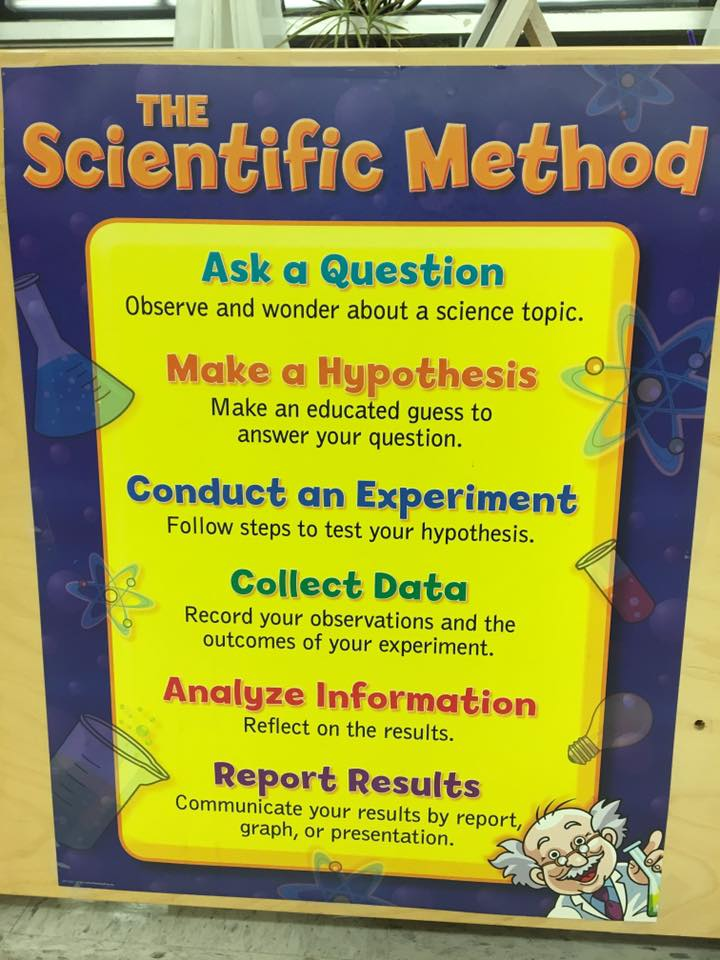 THE
Scientific Method
Ask a Question
Observe and wonder about a science topic.
Make a Hypothesis
Make an educated guess to
answer your question.
Conduct an Experiment
Follow steps to test your hypothesis.
Collect Data
Record your observations and the
outcomes of your experiment.
Analyze Information
Reflect on the results.
Report Results
Communicate your results by report,
graph, or presentation.